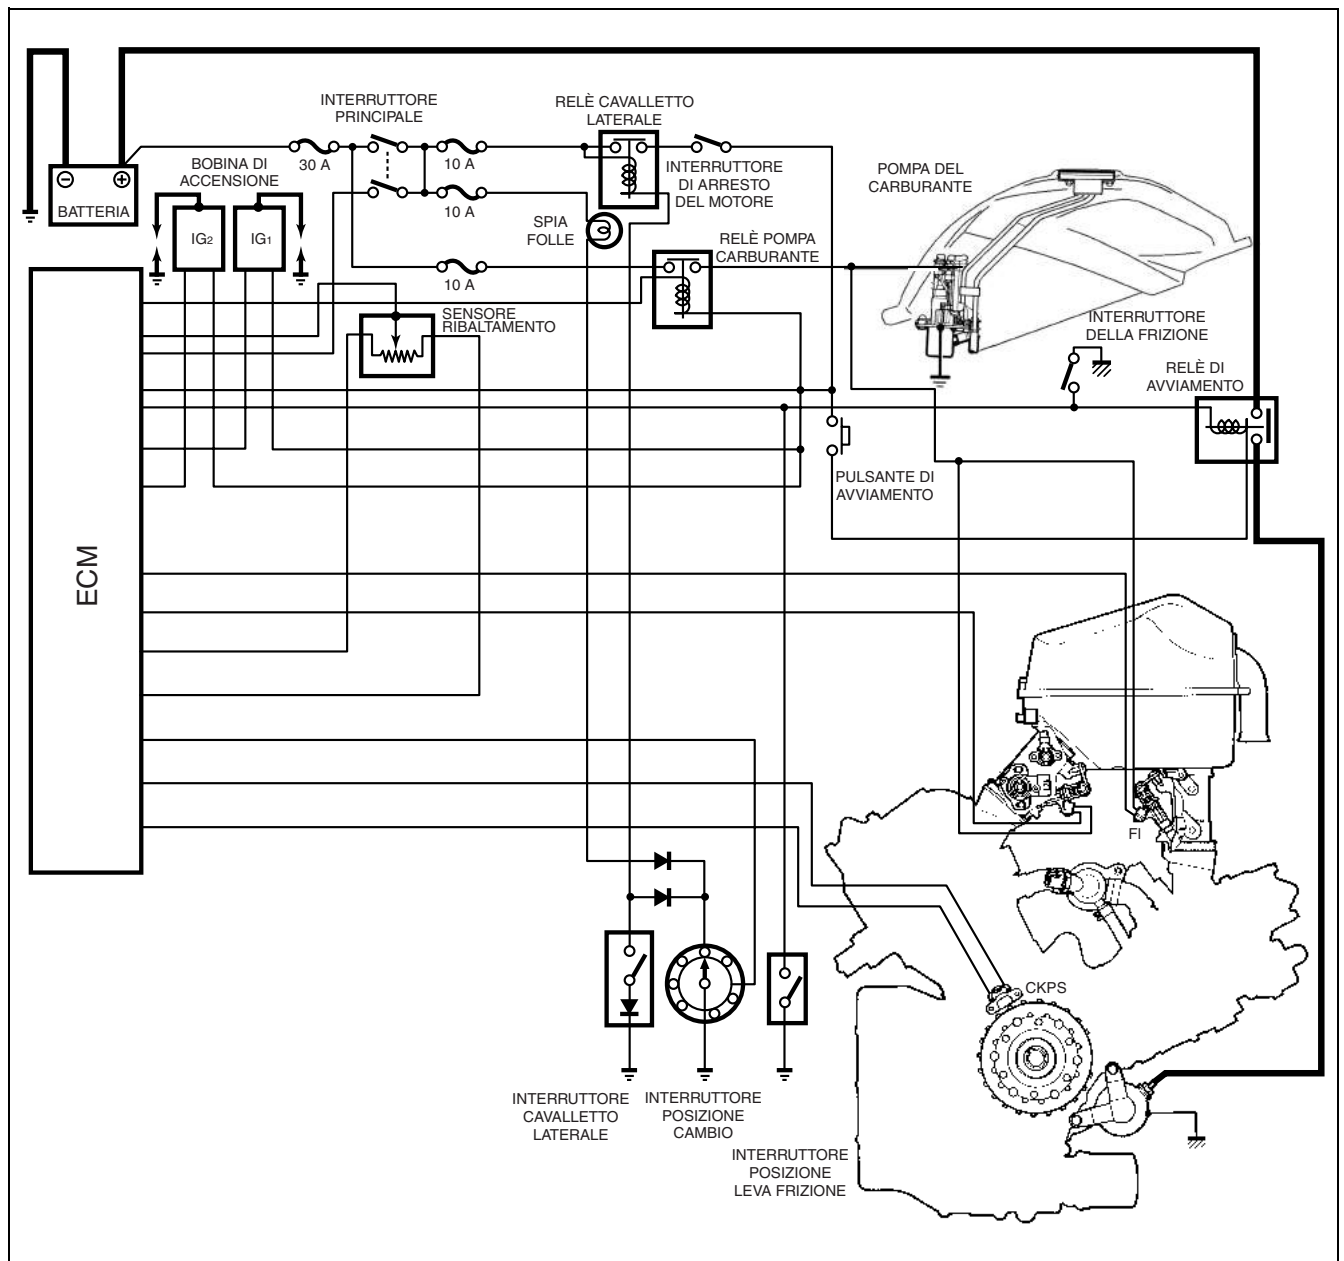 INTERRUTTORE
PRINCIPALE
RELÈ CAVALLETTO
LATERALE
30 A
10 A
BOBINA DI
ACCENSIONE
INTERRUTTORE
DI ARRESTO
DEL MOTORE
POMPA DEL
CARBURANTE
BATTERIA
IG2
IG1
10 A
SPIA
FOLLE
RELÈ POMPA
CARBURANTE
10 A
SENSORE
RIBALTAMENTO
INTERRUTTORE
DELLA FRIZIONE
RELÈ DI
AVVIAMENTO
PULSANTE DI
AVVIAMENTO
ECM
FI
CKPS
INTERRUTTORE
CAVALLETTO
LATERALE
INTERRUTTORE
POSIZIONE
CAMBIO
INTERRUTTORE
POSIZIONE
LEVA FRIZIONE